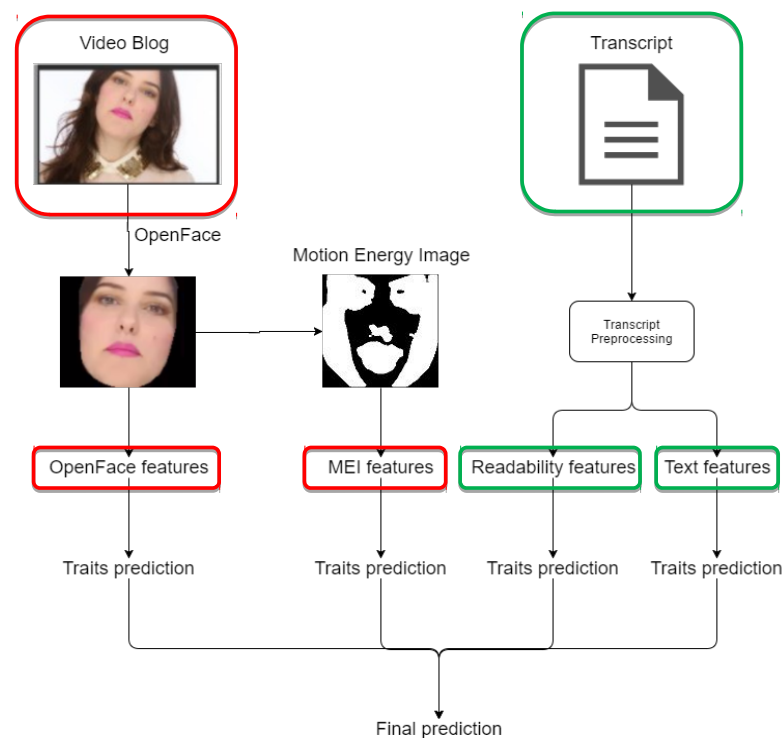 Video Blog
Transcript
OpenFace
Motion Energy Image
Transcript
Preprocessing
OpenFace features
MEI features
Readability features
Text features
Traits prediction
Traits prediction
Traits prediction
Traits prediction
Final prediction